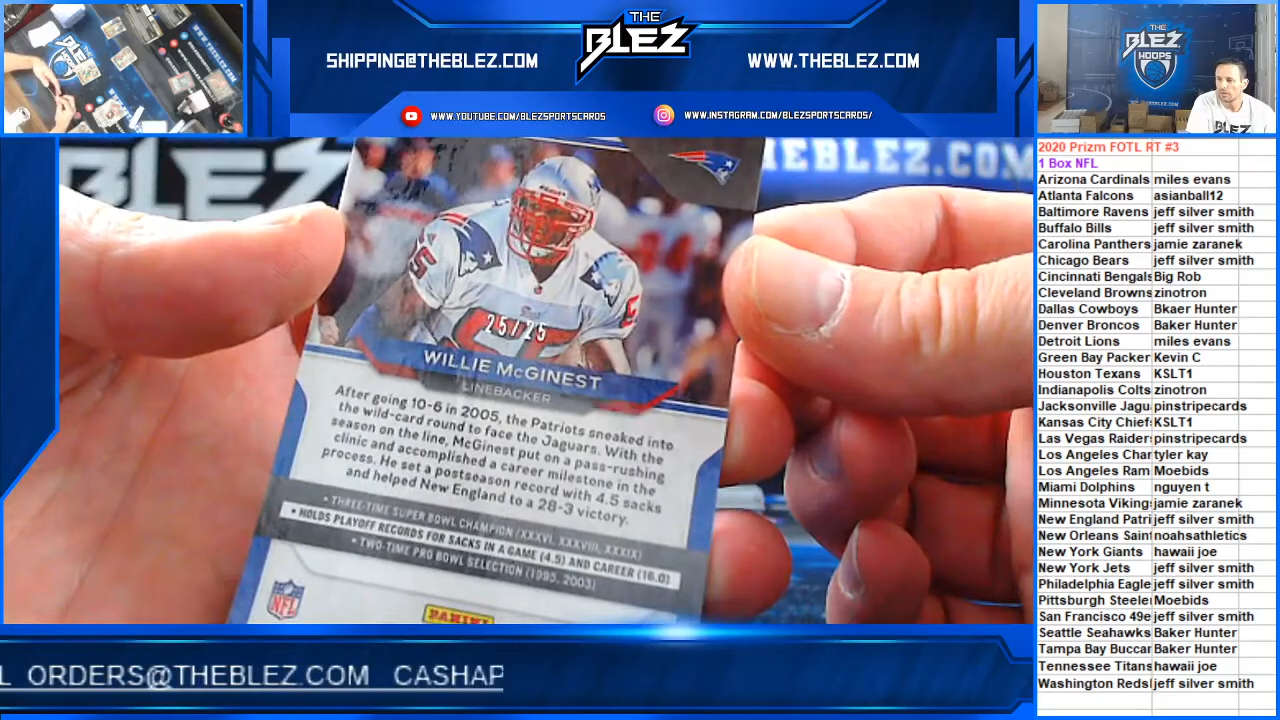 THE
BLEZ
SHIPPING@THEBLEZ.COM
WWW.THEBLEZ.COM
WWW.YOUTUBE.COM/BLEZSPORTSCARDS
WWW.INSTAGRAM.COM/BLEZSPORTSCARDS/
THE
BLEZ
HOOPS
HEBLEZ.COM
25/25
WILLIE McGINEST
LINEBACKER
After going 10-6 in 2005, the Patriots sneaked into
the wild-card round to face the Jaguars. With the
season on the line, McGinest put on a pass-rushing
clinic and accomplished a career milestone in the
process. He set a postseason record with 4.5 sacks
and helped New England to a 28-3 victory.
• THREE-TIME SUPER BOWL CHAMPION (XXXVI, XXXVIII, XXXIX)
• HOLDS PLAYOFF RECORDS FOR SACKS IN A GAME (4.5) AND CAREER (16.0)
• TWO-TIME PRO BOWL SELECTION (1995, 2003)
NFL
PANINI
L ORDERS@THEBLEZ.COM CASHAP
2020 Prizm FOTL RT #3
1 Box NFL
Arizona Cardinals miles evans
Atlanta Falcons asianball12
Baltimore Ravens jeff silver smith
Buffalo Bills jeff silver smith
Carolina Panthers jamie zaranek
Chicago Bears jeff silver smith
Cincinnati Bengals Big Rob
Cleveland Browns zinotron
Dallas Cowboys Bkaer Hunter
Denver Broncos Baker Hunter
Detroit Lions miles evans
Green Bay Packer Kevin C
Houston Texans KSLT1
Indianapolis Colts zinotron
Jacksonville Jagu pinstripecards
Kansas City Chief KSLT1
Las Vegas Raider pinstripecards
Los Angeles Char tyler kay
Los Angeles Ram Moebids
Miami Dolphins nguyen t
Minnesota Viking jamie zaranek
New England Patri jeff silver smith
New Orleans Saint noahsathletics
New York Giants hawaii joe
New York Jets jeff silver smith
Philadelphia Eagle jeff silver smith
Pittsburgh Steele Moebids
San Francisco 49e jeff silver smith
Seattle Seahawks Baker Hunter
Tampa Bay Buccar Baker Hunter
Tennessee Titans hawaii joe
Washington Reds jeff silver smith